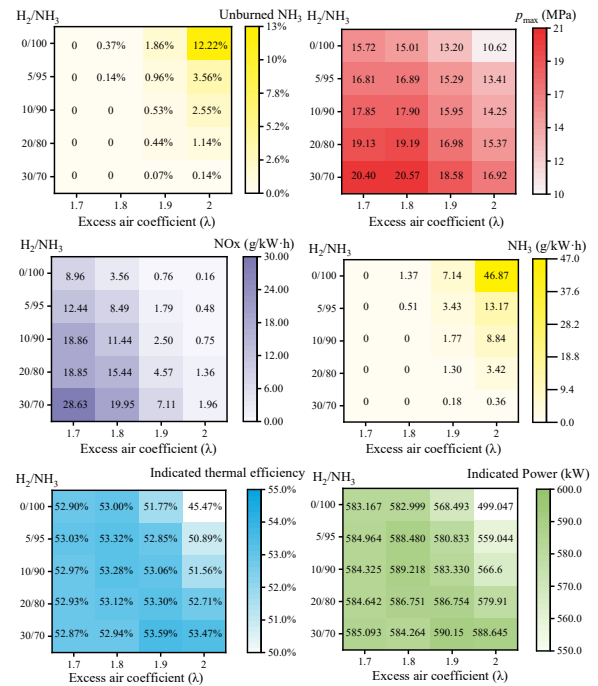 H₂/NH₃ Unburned NH₃
0/100 0 0.37% 1.86% 12.22%
5/95 0 0.14% 0.96% 3.56%
10/90 0 0 0.53% 2.55%
20/80 0 0 0.44% 1.14%
30/70 0 0 0.07% 0.14%
1.7 1.8 1.9 2
Excess air coefficient (λ)
13%
10.4%
7.8%
5.2%
2.6%
0.0%
H₂/NH₃ pmax (MPa)
0/100 15.72 15.01 13.20 10.62
5/95 16.81 16.89 15.29 13.41
10/90 17.85 17.90 15.95 14.25
20/80 19.13 19.19 16.98 15.37
30/70 20.40 20.57 18.58 16.92
1.7 1.8 1.9 2
Excess air coefficient (λ)
21
19
17
14
12
10
H₂/NH₃ NOx (g/kW·h)
0/100 8.96 3.56 0.76 0.16
5/95 12.44 8.49 1.79 0.48
10/90 18.86 11.44 2.50 0.75
20/80 18.85 15.44 4.57 1.36
30/70 28.63 19.95 7.11 1.96
1.7 1.8 1.9 2
Excess air coefficient (λ)
30.00
24.00
18.00
12.00
6.00
0.00
H₂/NH₃ NH₃ (g/kW·h)
0/100 0 1.37 7.14 46.87
5/95 0 0.51 3.43 13.17
10/90 0 0 1.77 8.84
20/80 0 0 1.30 3.42
30/70 0 0 0.18 0.36
1.7 1.8 1.9 2
Excess air coefficient (λ)
47.0
37.6
28.2
18.8
9.4
0.0
H₂/NH₃ Indicated thermal efficiency
0/100 52.90% 53.00% 51.77% 45.47%
5/95 53.03% 53.32% 52.85% 50.89%
10/90 52.97% 53.28% 53.06% 51.56%
20/80 52.93% 53.12% 53.30% 52.71%
30/70 52.87% 52.94% 53.59% 53.47%
1.7 1.8 1.9 2
Excess air coefficient (λ)
55.0%
54.0%
53.0%
52.0%
51.0%
50.0%
H₂/NH₃ Indicated Power (kW)
0/100 583.167 582.999 568.493 499.047
5/95 584.964 588.480 580.833 559.044
10/90 584.325 589.218 583.330 566.6
20/80 584.642 586.751 586.754 579.91
30/70 585.093 584.264 590.15 588.645
1.7 1.8 1.9 2
Excess air coefficient (λ)
600.0
590.0
580.0
570.0
560.0
550.0